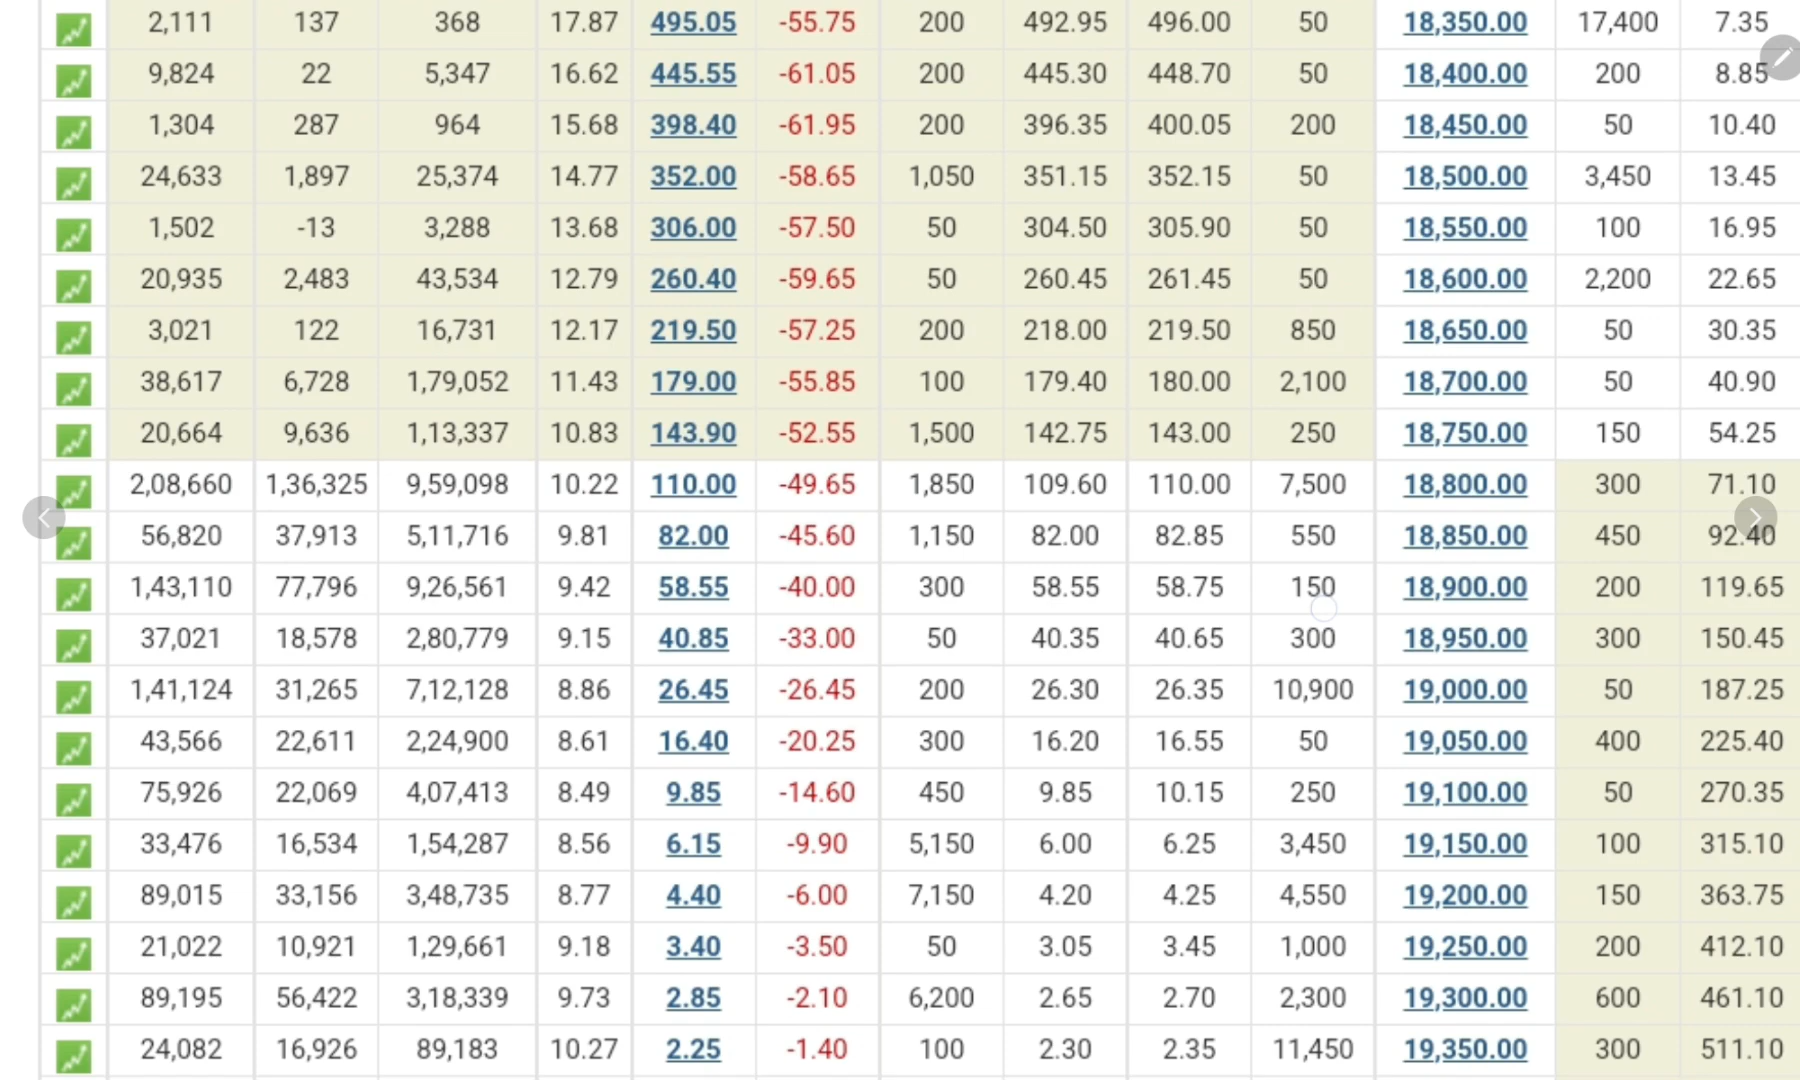 2,111 137 368 17.87 495.05 -55.75 200 492.95 496.00 50 18,350.00 17,400 7.35
9,824 22 5,347 16.62 445.55 -61.05 200 445.30 448.70 50 18,400.00 200 8.85
1,304 287 964 15.68 398.40 -61.95 200 396.35 400.05 200 18,450.00 50 10.40
24,633 1,897 25,374 14.77 352.00 -58.65 1,050 351.15 352.15 50 18,500.00 3,450 13.45
1,502 -13 3,288 13.68 306.00 -57.50 50 304.50 305.90 50 18,550.00 100 16.95
20,935 2,483 43,534 12.79 260.40 -59.65 50 260.45 261.45 50 18,600.00 2,200 22.65
3,021 122 16,731 12.17 219.50 -57.25 200 218.00 219.50 850 18,650.00 50 30.35
38,617 6,728 1,79,052 11.43 179.00 -55.85 100 179.40 180.00 2,100 18,700.00 50 40.90
20,664 9,636 1,13,337 10.83 143.90 -52.55 1,500 142.75 143.00 250 18,750.00 150 54.25
2,08,660 1,36,325 9,59,098 10.22 110.00 -49.65 1,850 109.60 110.00 7,500 18,800.00 300 71.10
56,820 37,913 5,11,716 9.81 82.00 -45.60 1,150 82.00 82.85 550 18,850.00 450 92.40
1,43,110 77,796 9,26,561 9.42 58.55 -40.00 300 58.55 58.75 150 18,900.00 200 119.65
37,021 18,578 2,80,779 9.15 40.85 -33.00 50 40.35 40.65 300 18,950.00 300 150.45
1,41,124 31,265 7,12,128 8.86 26.45 -26.45 200 26.30 26.35 10,900 19,000.00 50 187.25
43,566 22,611 2,24,900 8.61 16.40 -20.25 300 16.20 16.55 50 19,050.00 400 225.40
75,926 22,069 4,07,413 8.49 9.85 -14.60 450 9.85 10.15 250 19,100.00 50 270.35
33,476 16,534 1,54,287 8.56 6.15 -9.90 5,150 6.00 6.25 3,450 19,150.00 100 315.10
89,015 33,156 3,48,735 8.77 4.40 -6.00 7,150 4.20 4.25 4,550 19,200.00 150 363.75
21,022 10,921 1,29,661 9.18 3.40 -3.50 50 3.05 3.45 1,000 19,250.00 200 412.10
89,195 56,422 3,18,339 9.73 2.85 -2.10 6,200 2.65 2.70 2,300 19,300.00 600 461.10
24,082 16,926 89,183 10.27 2.25 -1.40 100 2.30 2.35 11,450 19,350.00 300 511.10